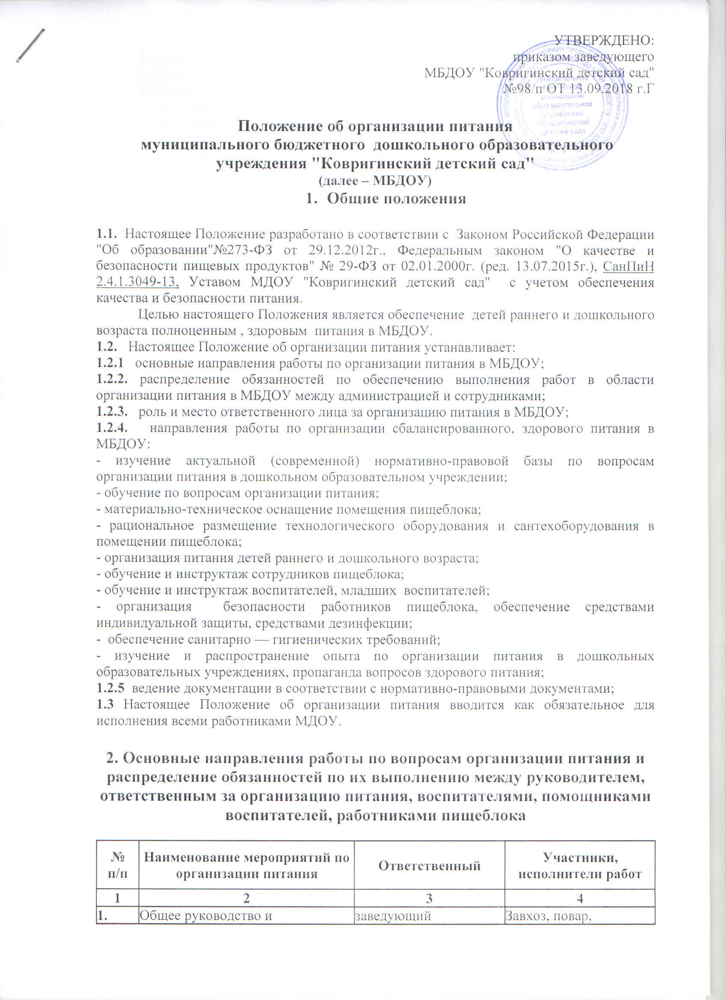 УТВЕРЖДЕНО:
приказом заведующего
МБДОУ "Ковригинский детский сад"
№98/п ОТ 13.09.2018 г.Г
муниципальное
дошкольное
образовательное
учреждение
Ковригинский
детский сад
Положение об организации питания
муниципального бюджетного дошкольного образовательного
учреждения "Ковригинский детский сад"
(далее – МБДОУ)
1. Общие положения
1.1. Настоящее Положение разработано в соответствии с Законом Российской Федерации
"Об образовании"№273-ФЗ от 29.12.2012г., Федеральным законом "О качестве и
безопасности пищевых продуктов" № 29-ФЗ от 02.01.2000г. (ред. 13.07.2015г.), СанПиН
2.4.1.3049-13, Уставом МДОУ "Ковригинский детский сад" с учетом обеспечения
качества и безопасности питания.
Целью настоящего Положения является обеспечение детей раннего и дошкольного
возраста полноценным , здоровым питания в МБДОУ.
1.2. Настоящее Положение об организации питания устанавливает:
1.2.1 основные направления работы по организации питания в МБДОУ;
1.2.2. распределение обязанностей по обеспечению выполнения работ в области
организации питания в МБДОУ между администрацией и сотрудниками;
1.2.3. роль и место ответственного лица за организацию питания в МБДОУ;
1.2.4. направления работы по организации сбалансированного, здорового питания в
МБДОУ:
- изучение актуальной (современной) нормативно-правовой базы по вопросам
организации питания в дошкольном образовательном учреждении;
- обучение по вопросам организации питания;
- материально-техническое оснащение помещения пищеблока;
- рациональное размещение технологического оборудования и сантехоборудования в
помещении пищеблока;
- организация питания детей раннего и дошкольного возраста;
- обучение и инструктаж сотрудников пищеблока;
- обучение и инструктаж воспитателей, младших воспитателей;
- организация безопасности работников пищеблока, обеспечение средствами
индивидуальной защиты, средствами дезинфекции;
- обеспечение санитарно — гигиенических требований;
- изучение и распространение опыта по организации питания в дошкольных
образовательных учреждениях, пропаганда вопросов здорового питания;
1.2.5 ведение документации в соответствии с нормативно-правовыми документами;
1.3 Настоящее Положение об организации питания вводится как обязательное для
исполнения всеми работниками МДОУ.
2. Основные направления работы по вопросам организации питания и
распределение обязанностей по их выполнению между руководителем,
ответственным за организацию питания, воспитателями, помощниками
воспитателей, работниками пищеблока
№ п/п Наименование мероприятий по организации питания Ответственный Участники, исполнители работ
1 2 3 4
1. Общее руководство и заведующий Завхоз, повар,